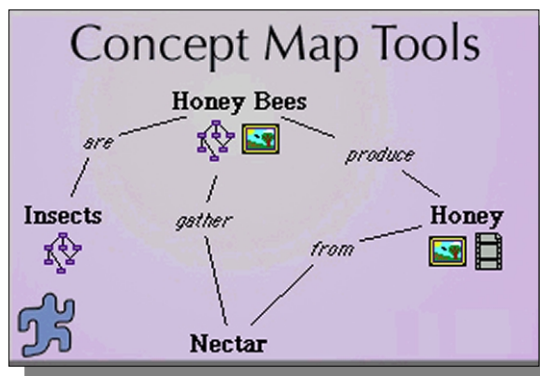 Concept Map Tools
Honey Bees
are
produce
Insects
gather
Honey
from
Nectar